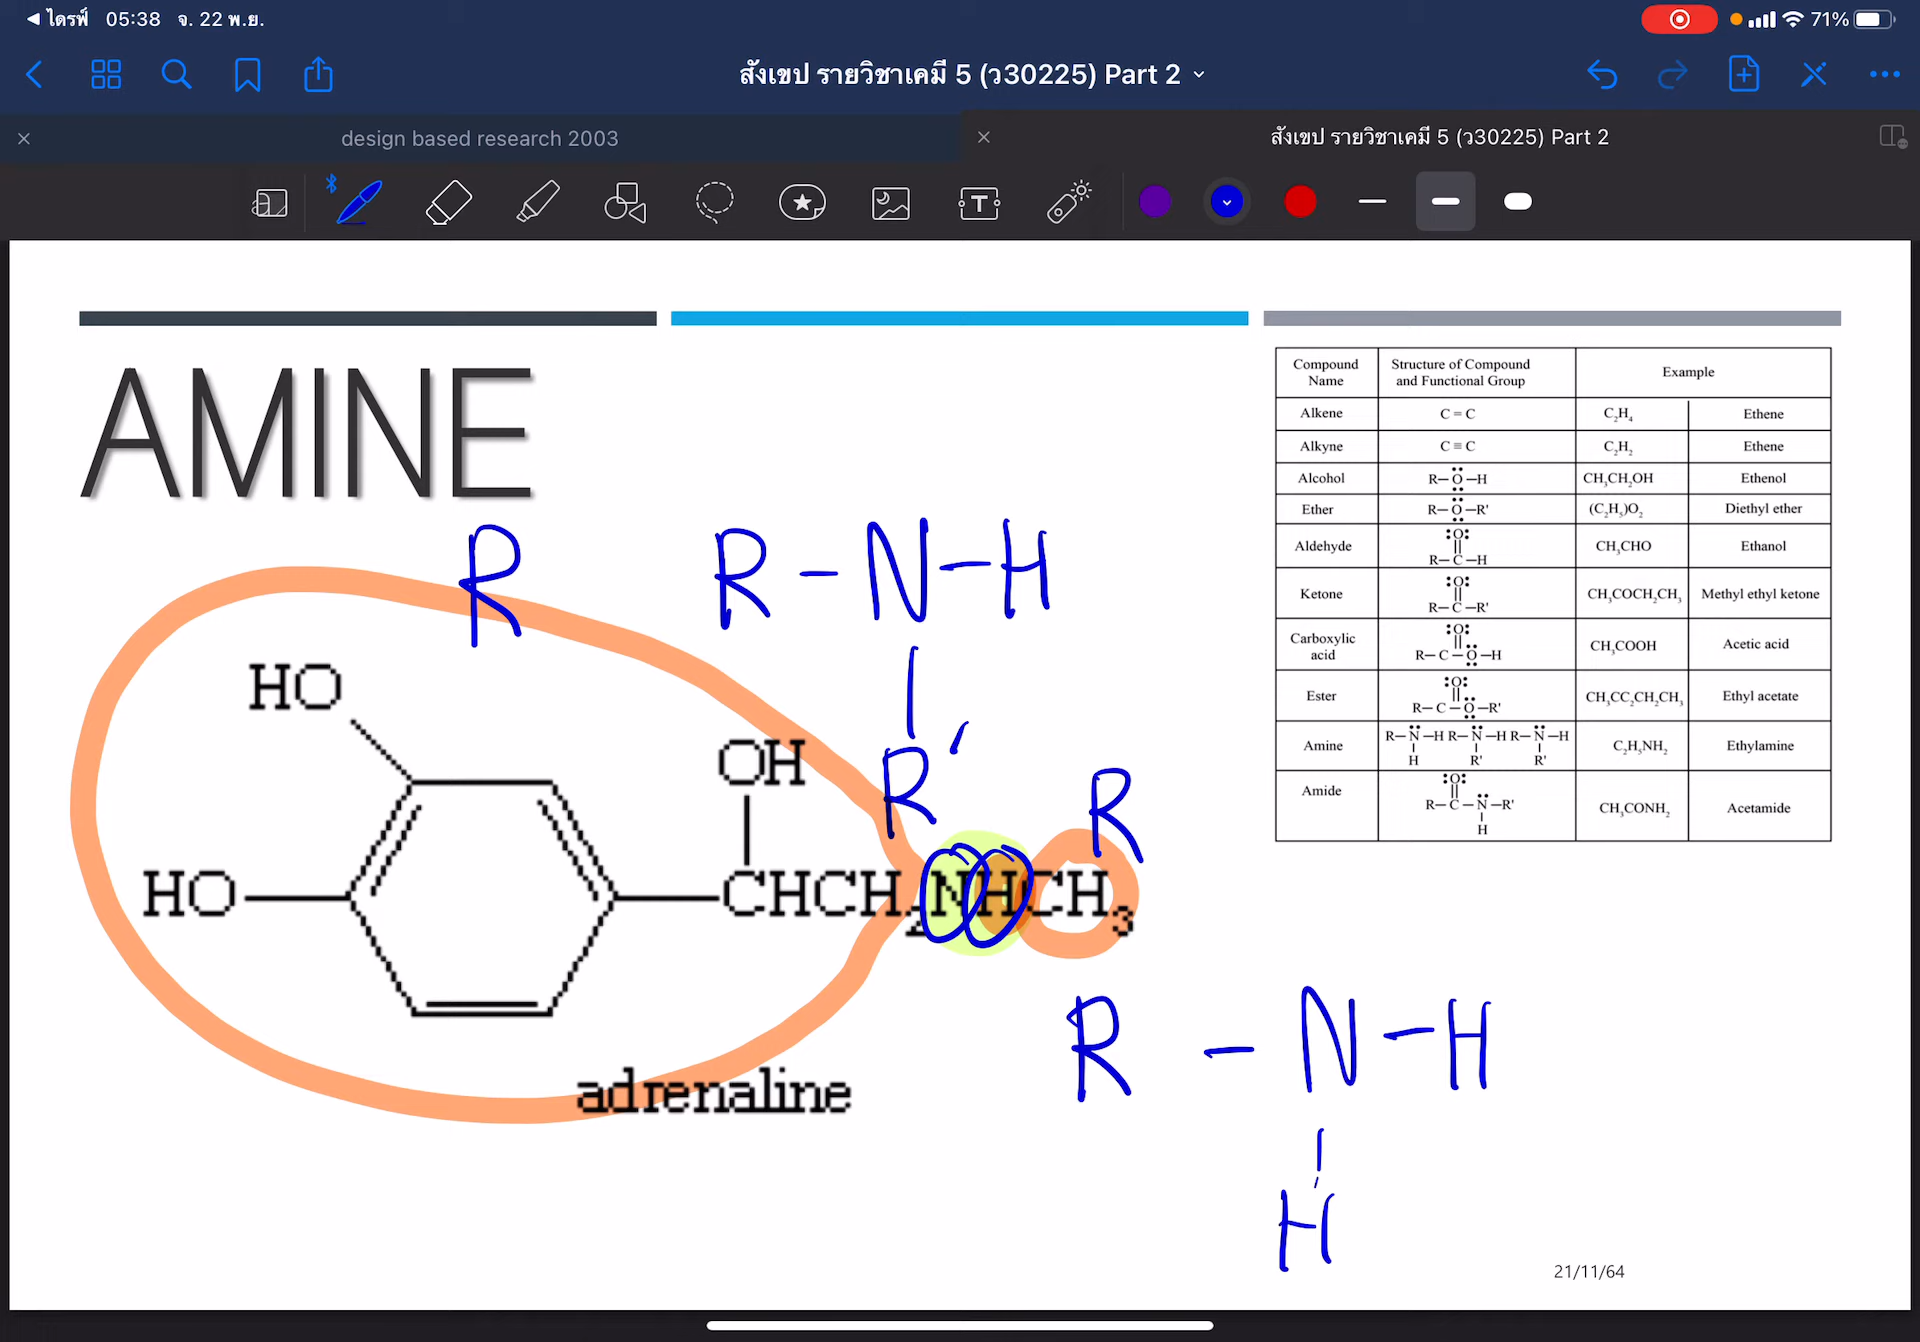 ไดรฟ์ 05:38 จ. 22 พ.ย. 71%
สังเขป รายวิชาเคมี 5 (ว30225) Part 2
design based research 2003
สังเขป รายวิชาเคมี 5 (ว30225) Part 2
T
AMINE
R
R - N - H
R'
HO
OH
HO
CHCH₂NHCH₃
R
adrenaline
R - N - H
H
Compound Name Structure of Compound and Functional Group Example
Alkene C = C C₂H₄ Ethene
Alkyne C ≡ C C₂H₂ Ethene
Alcohol R–O–H CH₃CH₂OH Ethenol
Ether R–O–R' (C₂H₅)O₂ Diethyl ether
:O:
Aldehyde R–C–H CH₃CHO Ethanol
:O:
Ketone R–C–R' CH₃COCH₂CH₃ Methyl ethyl ketone
:O:
Carboxylic acid R–C–O–H CH₃COOH Acetic acid
:O:
Ester R–C–O–R' CH₃CC₂CH₂CH₃ Ethyl acetate
Amine R–N–H R–N–H R–N–H C₂H₅NH₂ Ethylamine
H R' R'
:O:
Amide R–C–N–R' CH₃CONH₂ Acetamide
H
21/11/64